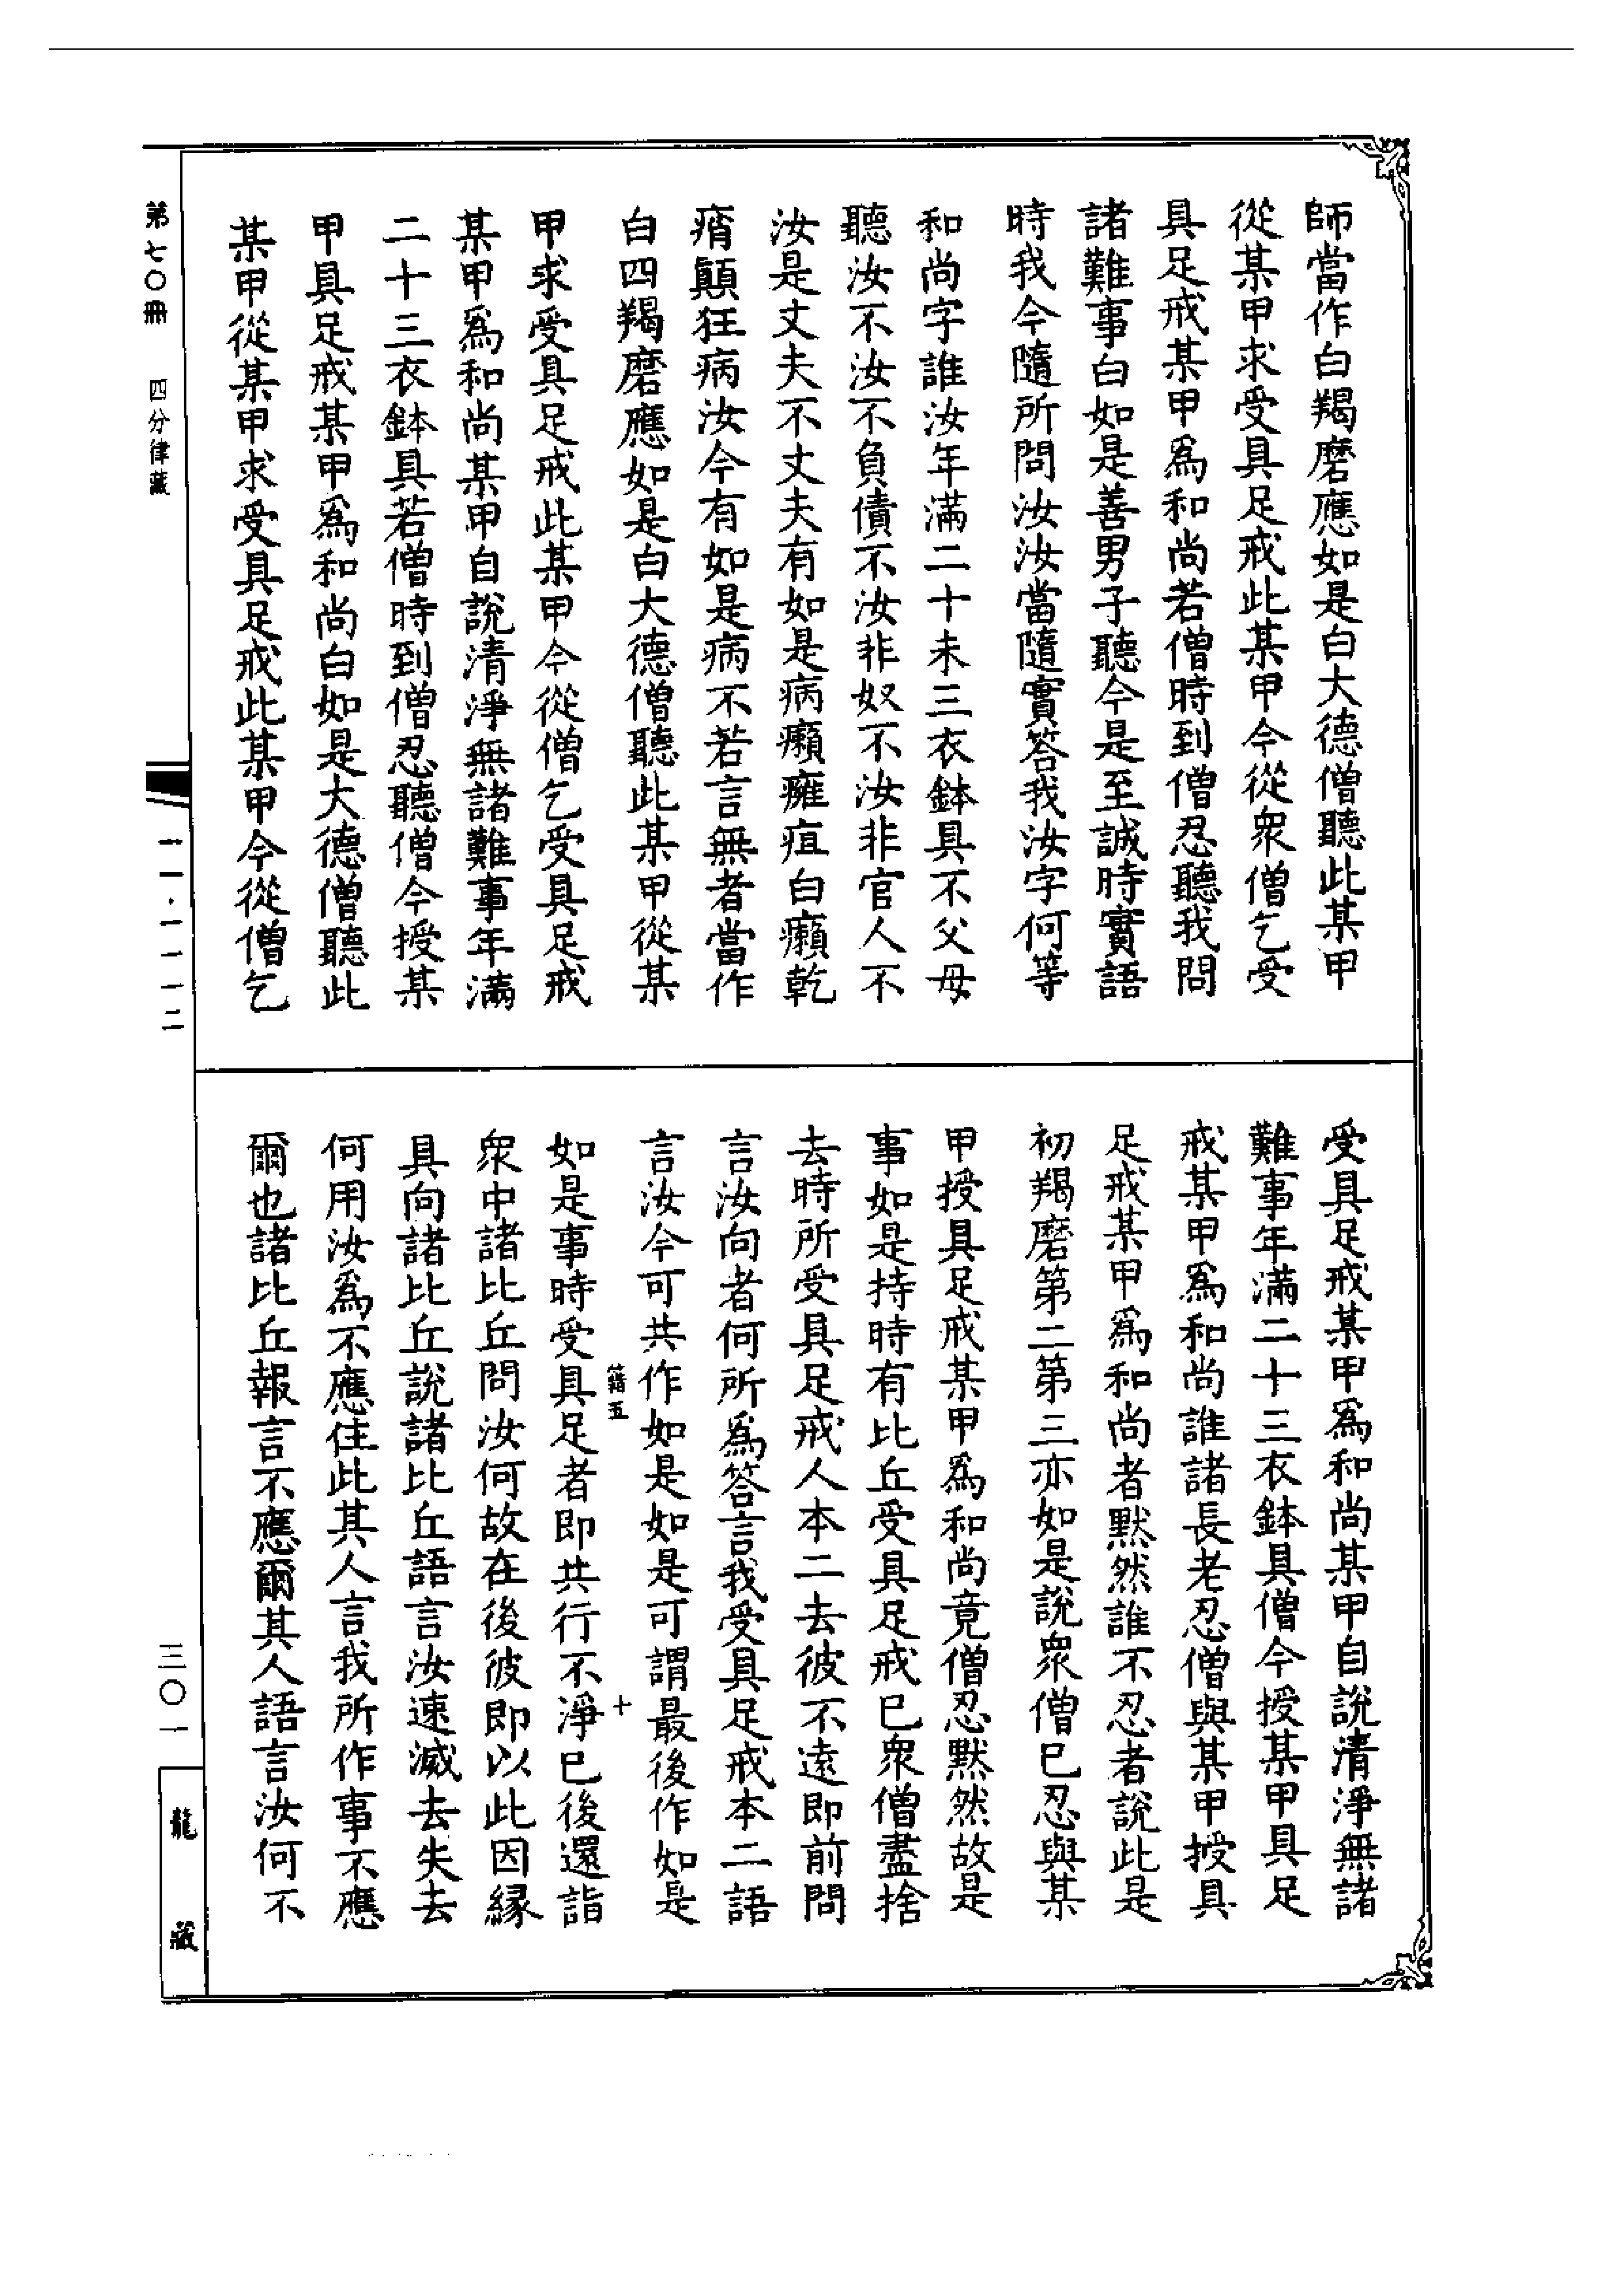 師當作白羯磨應如是白大德僧聽此某甲
從某甲求受具足戒此某甲今從衆僧乞受
具足戒某甲爲和尚若僧時到僧忍聽我問
諸難事白如是善男子聽今是至誠時實語
時我今隨所問汝汝當隨實答我汝字何等
和尚字誰汝年滿二十未三衣鉢具不父母
聽汝不汝不負債不汝非奴不汝非官人不
汝是丈夫不丈夫有如是病癩癰疽白癩乾
痟顛狂病汝今有如是病不若言無者當作
白四羯磨應如是白大德僧聽此某甲從某
甲求受具足戒此某甲今從僧乞受具足戒
某甲爲和尚某甲自說清淨無諸難事年滿
二十三衣鉢具若僧時到僧忍聽僧今授某
甲具足戒某甲爲和尚白如是大德僧聽此
某甲從某甲求受具足戒此某甲今從僧乞
受具足戒某甲爲和尚某甲自說清淨無諸
難事年滿二十三衣鉢具僧今授某甲具足
戒某甲爲和尚誰諸長老忍僧與某甲授具
足戒某甲爲和尚者默然誰不忍者說此是
初羯磨第二第三亦如是說衆僧已忍與某
甲授具足戒某甲爲和尚竟僧忍默然故是
事如是持時有比丘受具足戒已衆僧盡捨
去時所受具足戒人本二去彼不遠即前問
言汝向者何所爲答言我受具足戒本二語
言汝今可共作如是如是可謂最後作如是
籍五
十
如是事時受具足者即共行不淨已後還詣
衆中諸比丘問汝何故在後彼即以此因緣
具向諸比丘說諸比丘語言汝速滅去失去
何用汝爲不應住此其人言我所作事不應
爾也諸比丘報言不應爾其人語言汝何不
第七〇冊
四分律藏
一一·一一一二
三〇一
龍藏